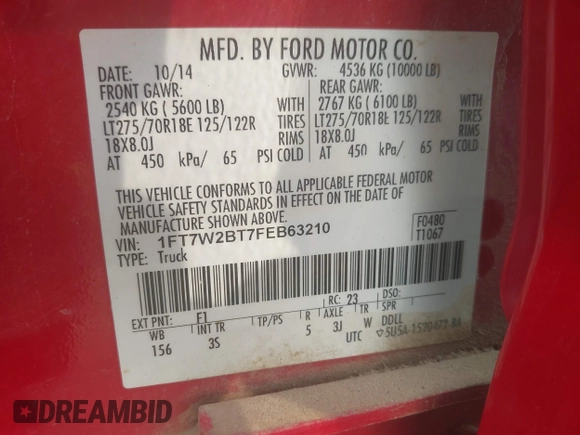 MFD. BY FORD MOTOR CO.
DATE: 10/14 GVWR: 4536 KG (10000 LB)
FRONT GAWR: REAR GAWR:
2540 KG ( 5600 LB) WITH 2767 KG ( 6100 LB) WITH
LT275/70R18E 125/122R TIRES LT275/70R18E 125/122R TIRES
18X8.0J RIMS 18X8.0J RIMS
AT 450 kPa/ 65 PSI COLD AT 450 kPa/ 65 PSI COLD
THIS VEHICLE CONFORMS TO ALL APPLICABLE FEDERAL MOTOR
VEHICLE SAFETY STANDARDS IN EFFECT ON THE DATE OF
MANUFACTURE SHOWN ABOVE.
VIN: 1FT7W2BT7FEB63210 F0480
TYPE: Truck T1067
EXT PNT: F1 RC: 23 DSO:
WB INT TR TP/PS R AXLE TR SPR
156 3S 5 3J W DDLL
UTC
DREAMBID